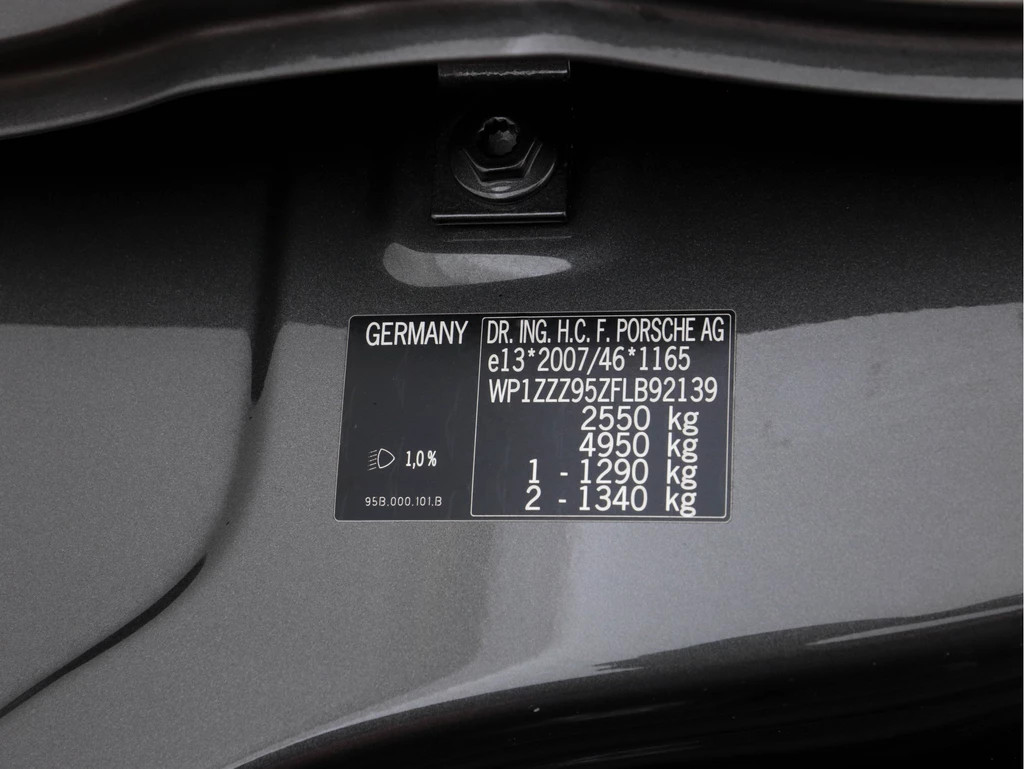 GERMANY
1,0%
95B.000.101.B
DR. ING. H.C. F. PORSCHE AG
e13*2007/46*1165
WP1ZZZ95ZFLB92139
2550 kg
4950 kg
1 - 1290 kg
2 - 1340 kg